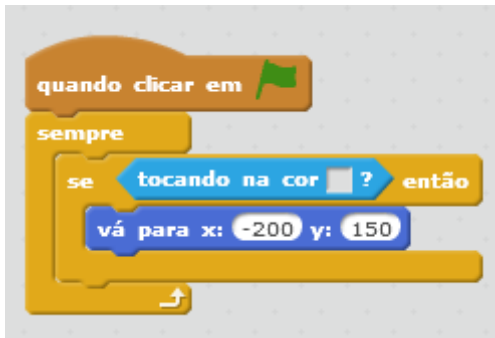 quando clicar em
sempre
se tocando na cor ? então
vá para x: -200 y: 150